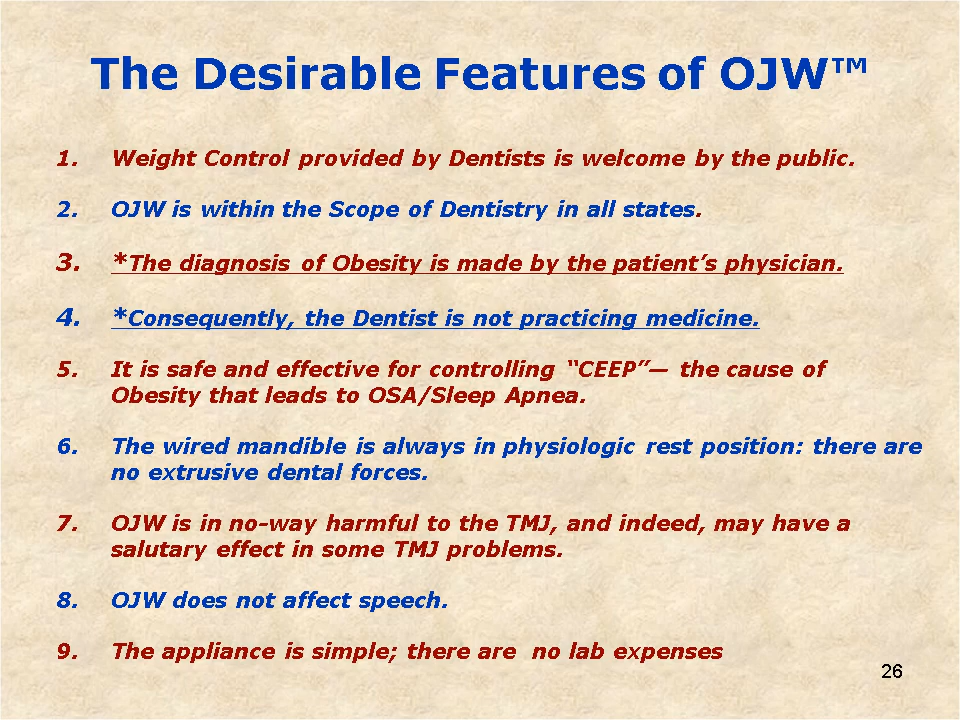 The Desirable Features of OJW™
1. Weight Control provided by Dentists is welcome by the public.
2. OJW is within the Scope of Dentistry in all states.
3. *The diagnosis of Obesity is made by the patient’s physician.
4. *Consequently, the Dentist is not practicing medicine.
5. It is safe and effective for controlling “CEEP”— the cause of
Obesity that leads to OSA/Sleep Apnea.
6. The wired mandible is always in physiologic rest position: there are
no extrusive dental forces.
7. OJW is in no-way harmful to the TMJ, and indeed, may have a
salutary effect in some TMJ problems.
8. OJW does not affect speech.
9. The appliance is simple; there are no lab expenses
26